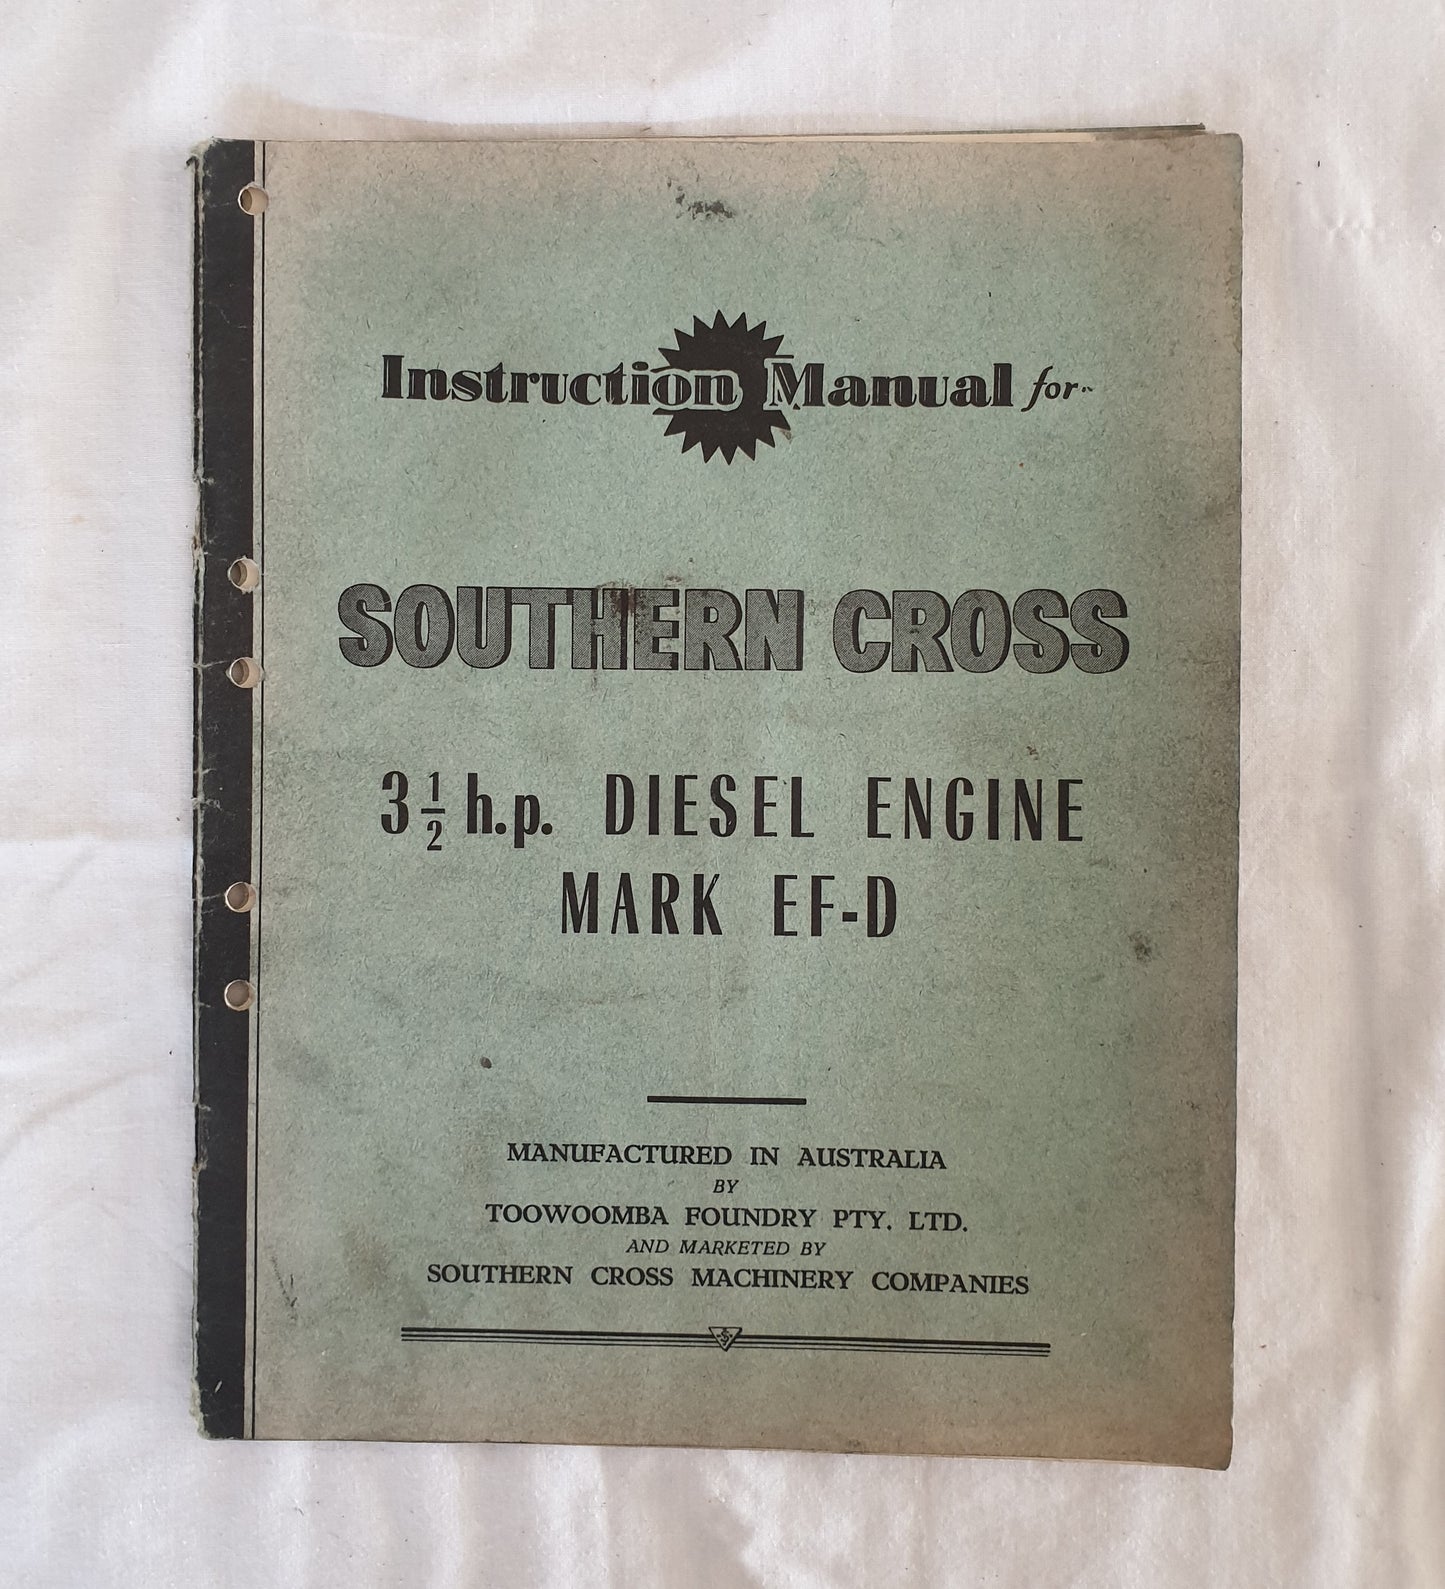 Instruction Manual for
SOUTHERN CROSS
3½ h.p. DIESEL ENGINE
MARK EF-D
MANUFACTURED IN AUSTRALIA
BY
TOOWOOMBA FOUNDRY PTY. LTD.
AND MARKETED BY
SOUTHERN CROSS MACHINERY COMPANIES